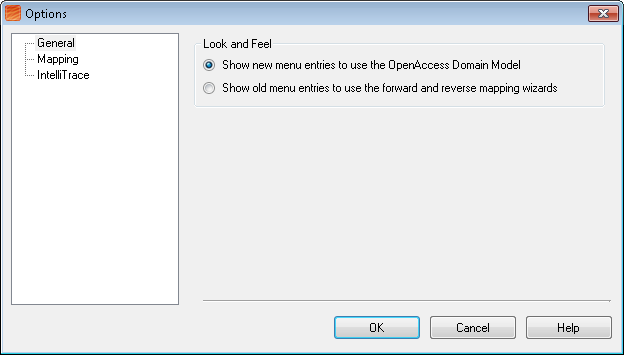 Options
General
Mapping
IntelliTrace
Look and Feel
Show new menu entries to use the OpenAccess Domain Model
Show old menu entries to use the forward and reverse mapping wizards
OK
Cancel
Help